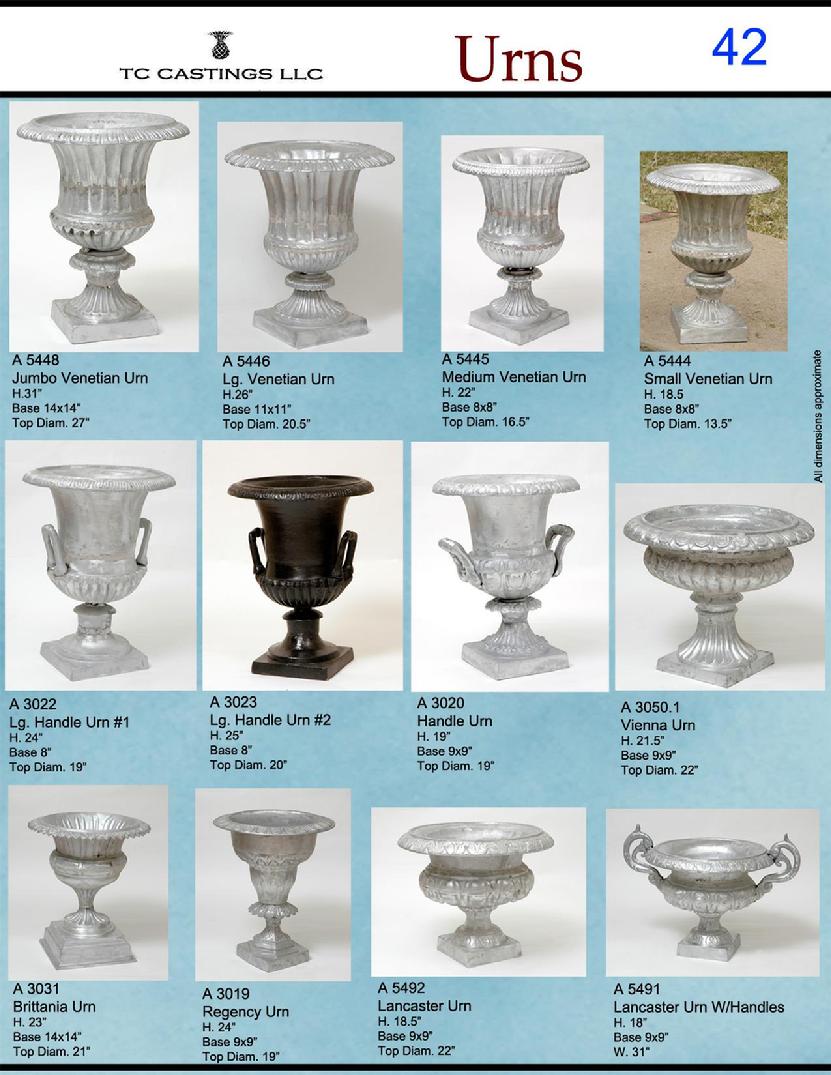 TC CASTINGS LLC
Urns
42
A 5448
Jumbo Venetian Urn
H.31"
Base 14x14"
Top Diam. 27"
A 5446
Lg. Venetian Urn
H.26"
Base 11x11"
Top Diam. 20.5"
A 5445
Medium Venetian Urn
H. 22"
Base 8x8"
Top Diam. 16.5"
A 5444
Small Venetian Urn
H. 18.5
Base 8x8"
Top Diam. 13.5"
All dimensions approximate
A 3022
Lg. Handle Urn #1
H. 24"
Base 8"
Top Diam. 19"
A 3023
Lg. Handle Urn #2
H. 25"
Base 8"
Top Diam. 20"
A 3020
Handle Urn
H. 19"
Base 9x9"
Top Diam. 19"
A 3050.1
Vienna Urn
H. 21.5"
Base 9x9"
Top Diam. 22"
A 3031
Brittania Urn
H. 23"
Base 14x14"
Top Diam. 21"
A 3019
Regency Urn
H. 24"
Base 9x9"
Top Diam. 19"
A 5492
Lancaster Urn
H. 18.5"
Base 9x9"
Top Diam. 22"
A 5491
Lancaster Urn W/Handles
H. 18"
Base 9x9"
W. 31"